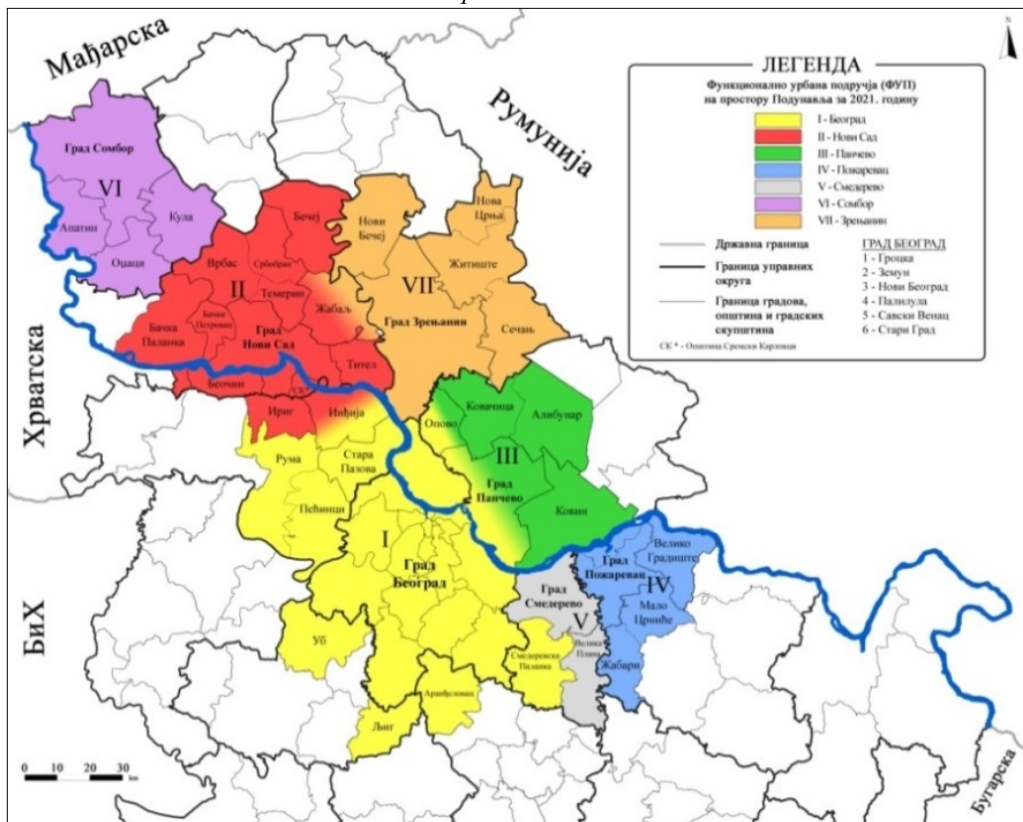 Мађарска
Румунија
Хрватска
БиХ
Бугарска
N
ЛЕГЕНДА
Функционално урбана подручја (ФУП)
на простору Подунавља за 2021. годину
I - Београд
II - Нови Сад
III - Панчево
IV - Пожаревац
V - Смедерево
VI - Сомбор
VII - Зрењанин
Државна граница
Граница управних
округа
Граница градова,
општина и градских
скупштина
СК * - Општина Сремски Карловци
ГРАД БЕОГРАД
1 - Гроцка
2 - Земун
3 - Нови Београд
4 - Палилула
5 - Савски Венац
6 - Стари Град
Град Сомбор
VI
Апатин
Кула
Оџаци
Бечеј
Врбас
Србобран
II
Темерин
Жабаљ
Бачка
Паланка
Бачки
Петровац
Град
Нови Сад
Тител
Беочин
СК*
Ириг
Инђија
Нови
Бечеј
Нова
Црња
Житиште
VII
Град Зрењанин
Сечањ
Опово
Ковачица
Алибунар
III
Град
Панчево
Ковин
Рума
Стара
Пазова
Пећинци
I
Град
Београд
Уб
Љиг
Аранђеловац
Смедеревска
Паланка
Град
Смедерево
V
Велика
Плана
Град
Пожаревац
Велико
Градиште
IV
Мало
Црниће
Жабари
0 10 20 30
km